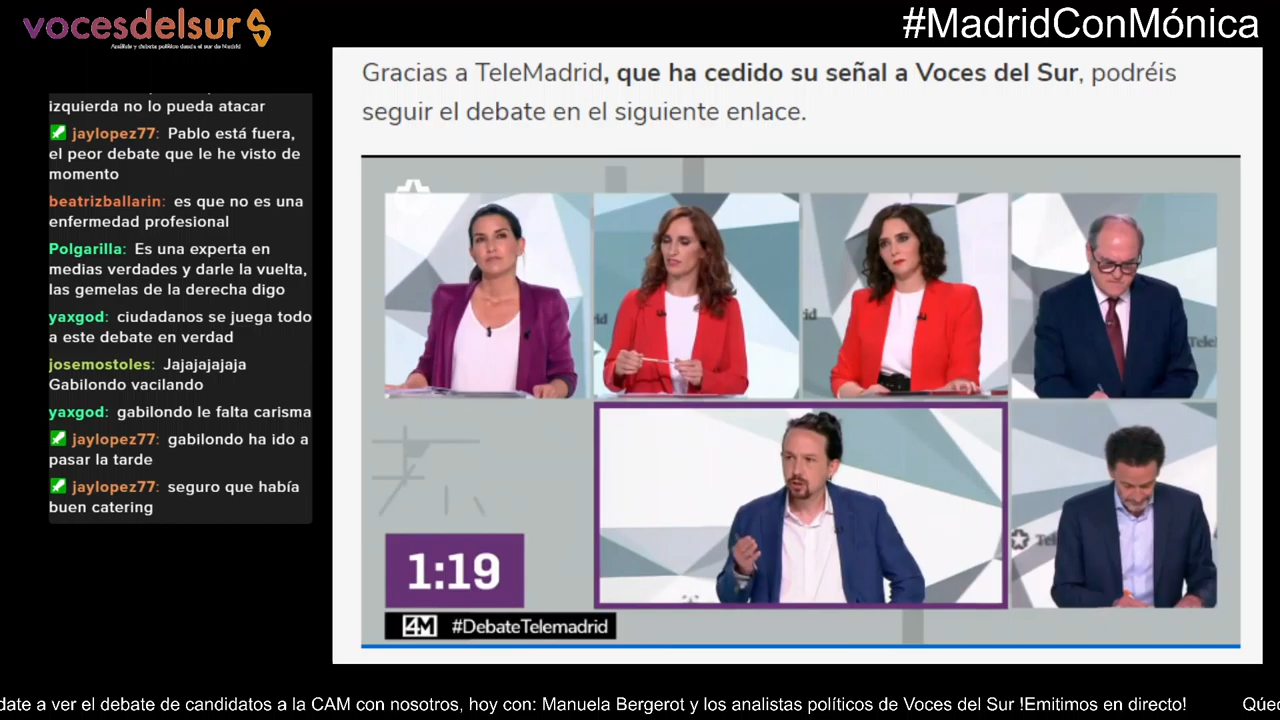 vocesdelsur
Análisis y debate político desde el sur de Madrid
#MadridConMónica
izquierda no lo pueda atacar
jaylopez77: Pablo está fuera,
el peor debate que le he visto de
momento
beatrizballarin: es que no es una
enfermedad profesional
Polgarilla: Es una experta en
medias verdades y darle la vuelta,
las gemelas de la derecha digo
yaxgod: ciudadanos se juega todo
a este debate en verdad
josemostoles: Jajajajajaja
Gabilondo vacilando
yaxgod: gabilondo le falta carisma
jaylopez77: gabilondo ha ido a
pasar la tarde
jaylopez77: seguro que había
buen catering
Gracias a TeleMadrid, que ha cedido su señal a Voces del Sur, podréis
seguir el debate en el siguiente enlace.
1:19
4M #DebateTelemadrid
date a ver el debate de candidatos a la CAM con nosotros, hoy con: Manuela Bergerot y los analistas políticos de Voces del Sur !Emitimos en directo! Qúed